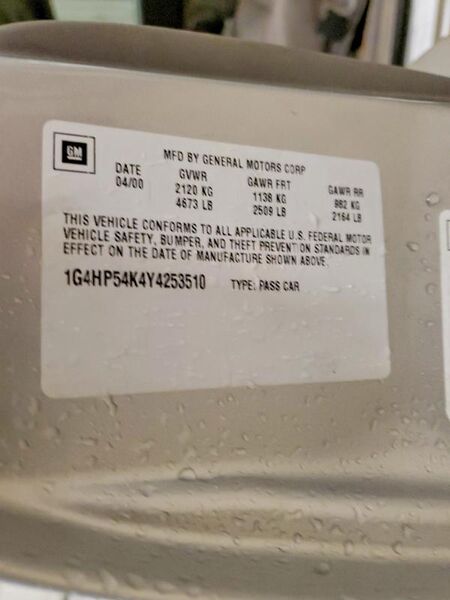 GM
MFD BY GENERAL MOTORS CORP
DATE GVWR GAWR FRT GAWR RR
04/00 2120 KG 1138 KG 982 KG
4673 LB 2509 LB 2164 LB
THIS VEHICLE CONFORMS TO ALL APPLICABLE U.S. FEDERAL MOTOR
VEHICLE SAFETY, BUMPER, AND THEFT PREVENTION STANDARDS IN
EFFECT ON THE DATE OF MANUFACTURE SHOWN ABOVE.
1G4HP54K4Y4253510 TYPE: PASS CAR